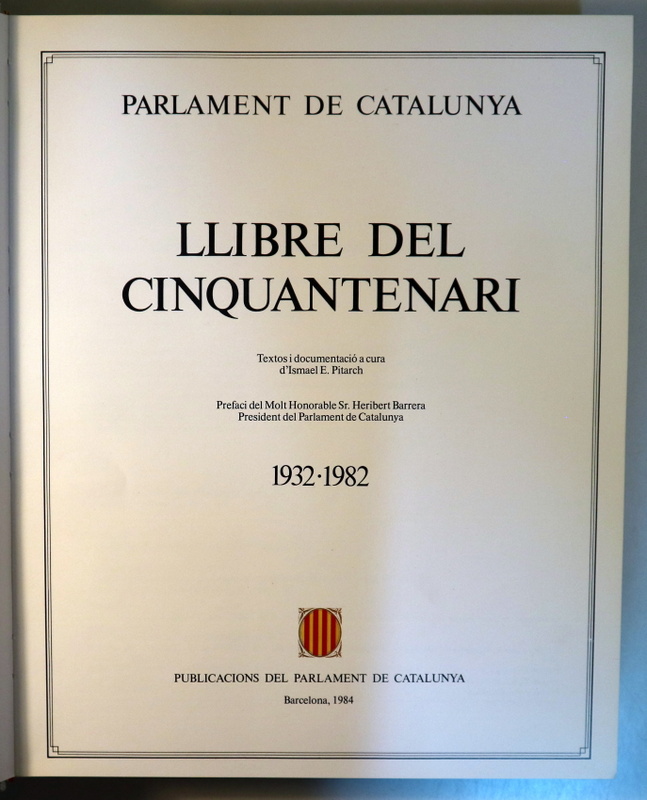 PARLAMENT DE CATALUNYA
LLIBRE DEL
CINQUANTENARI
Textos i documentació a cura
d'Ismael E. Pitarch
Prefaci del Molt Honorable Sr. Heribert Barrera
President del Parlament de Catalunya
1932·1982
PUBLICACIONS DEL PARLAMENT DE CATALUNYA
Barcelona, 1984